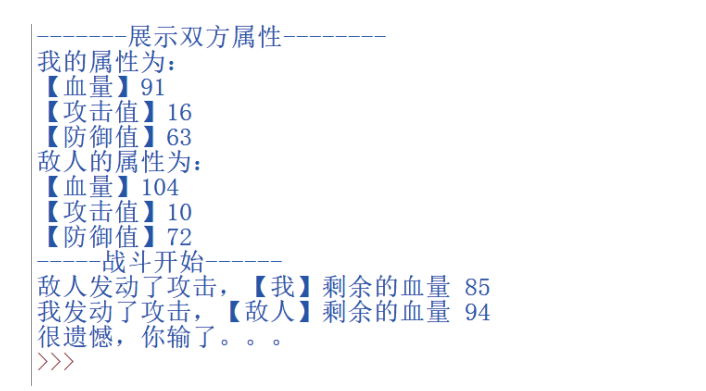 -------展示双方属性--------
我的属性为：
【血量】91
【攻击值】16
【防御值】63
敌人的属性为：
【血量】104
【攻击值】10
【防御值】72
-----战斗开始------
敌人发动了攻击，【我】剩余的血量 85
我发动了攻击，【敌人】剩余的血量 94
很遗憾，你输了。。。
>>>